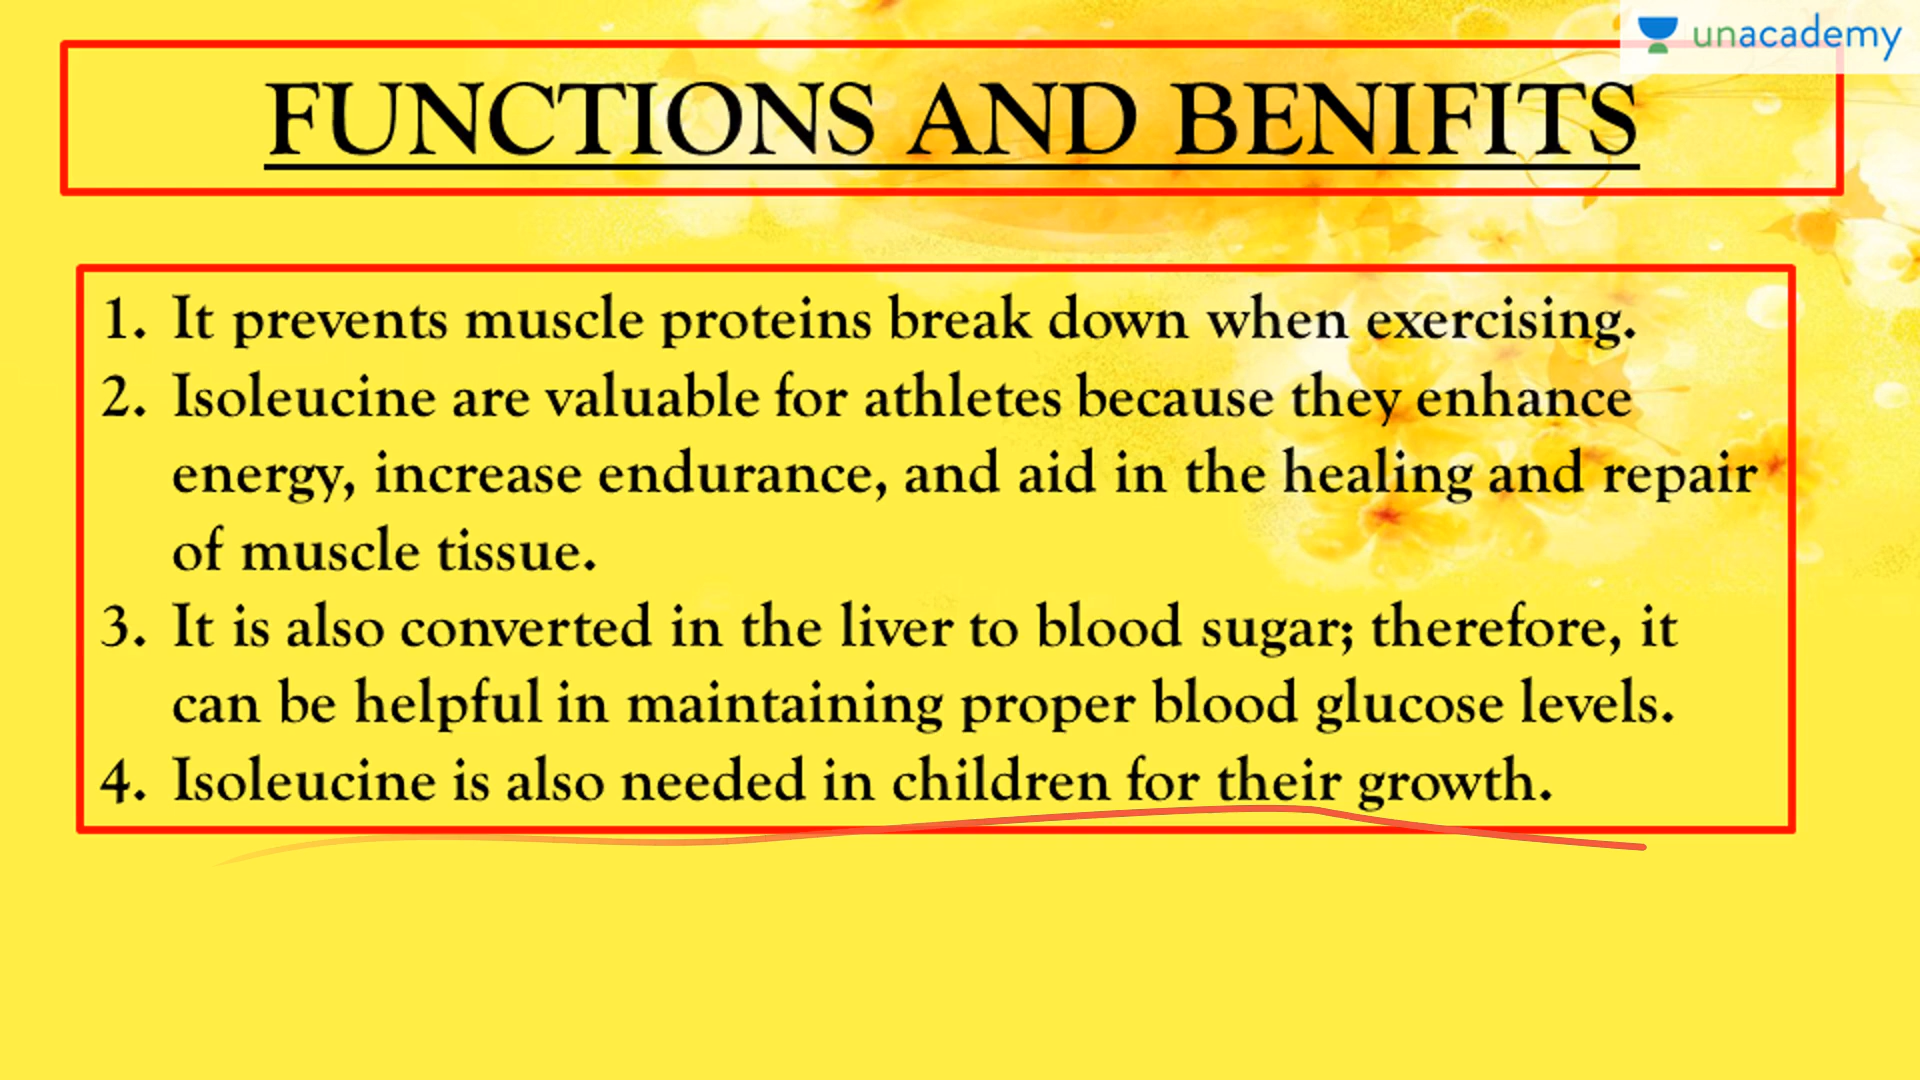 unacademy
FUNCTIONS AND BENIFITS
1. It prevents muscle proteins break down when exercising.
2. Isoleucine are valuable for athletes because they enhance
energy, increase endurance, and aid in the healing and repair
of muscle tissue.
3. It is also converted in the liver to blood sugar; therefore, it
can be helpful in maintaining proper blood glucose levels.
4. Isoleucine is also needed in children for their growth.